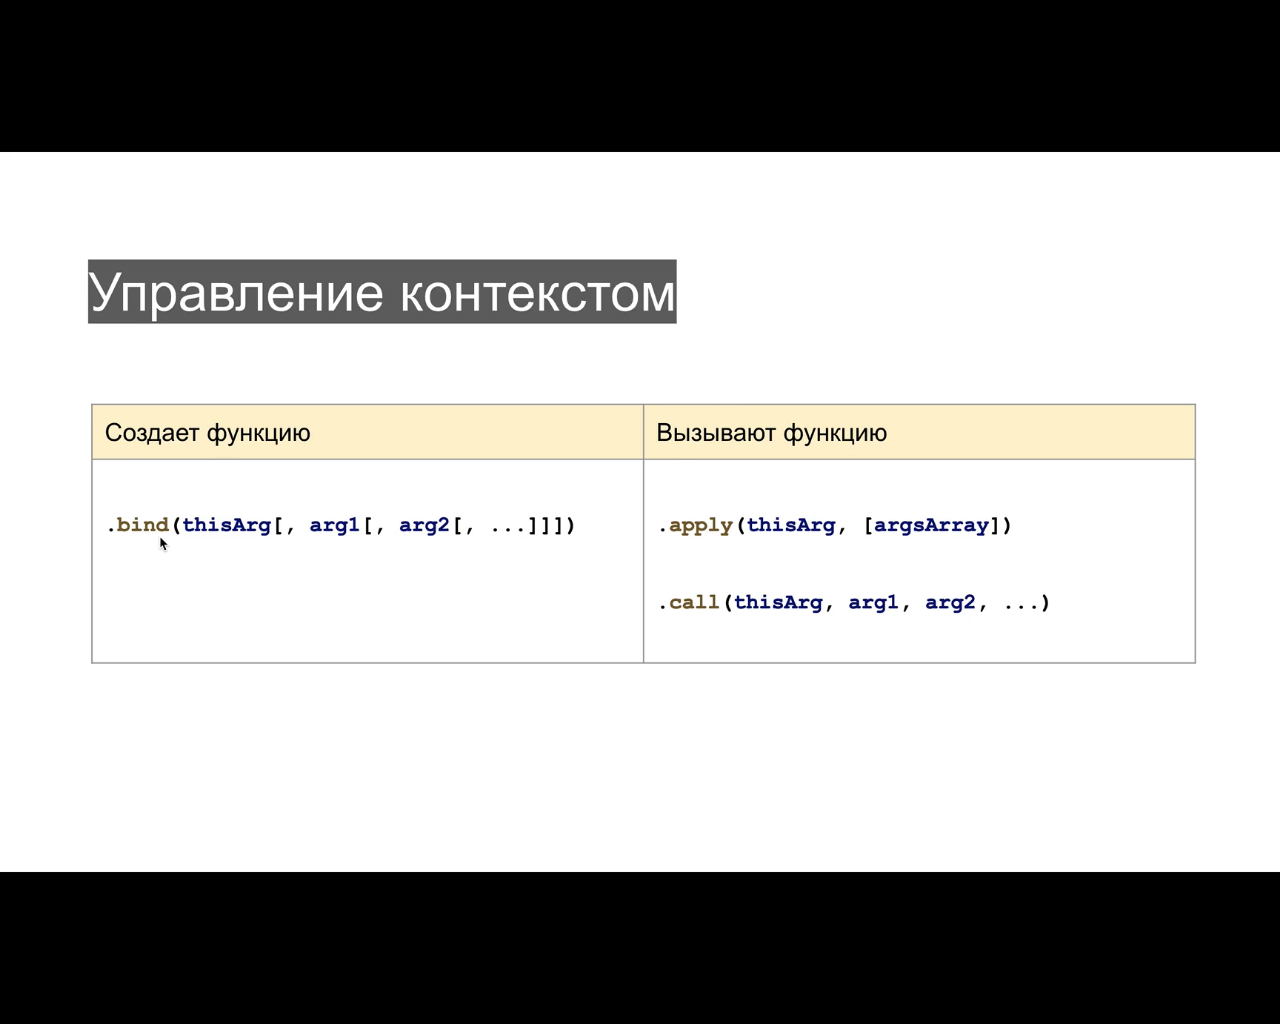 Управление контекстом
Создает функцию
Вызывают функцию
.bind(thisArg[, arg1[, arg2[, ...]]])
.apply(thisArg, [argsArray])
.call(thisArg, arg1, arg2, ...)